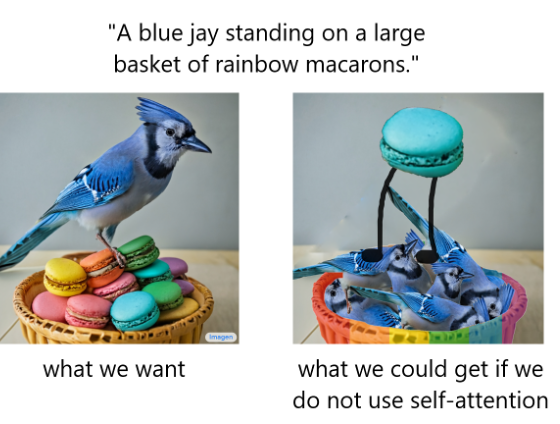 "A blue jay standing on a large
basket of rainbow macarons."
Imagen
what we want
what we could get if we
do not use self-attention